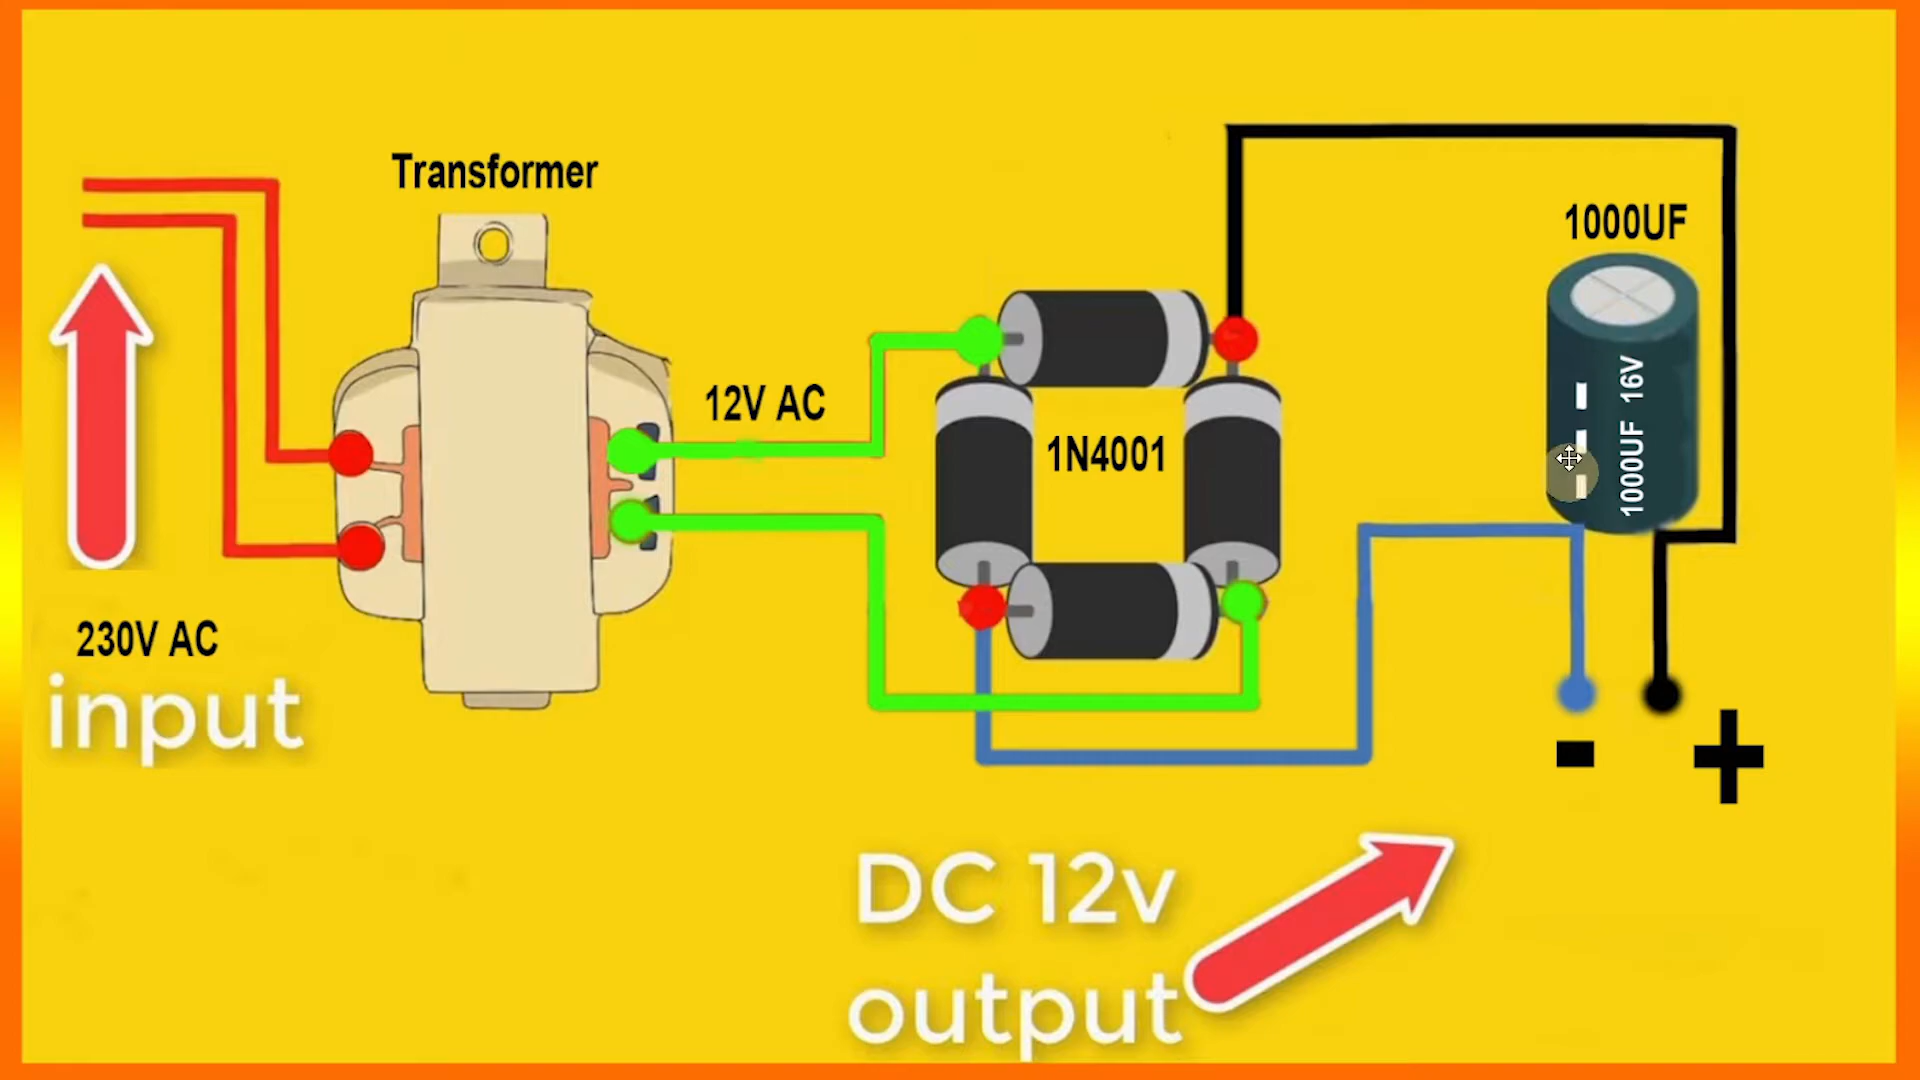 Transformer
1000UF
12V AC
1N4001
1000UF 16V
230V AC
input
- +
DC 12v
output